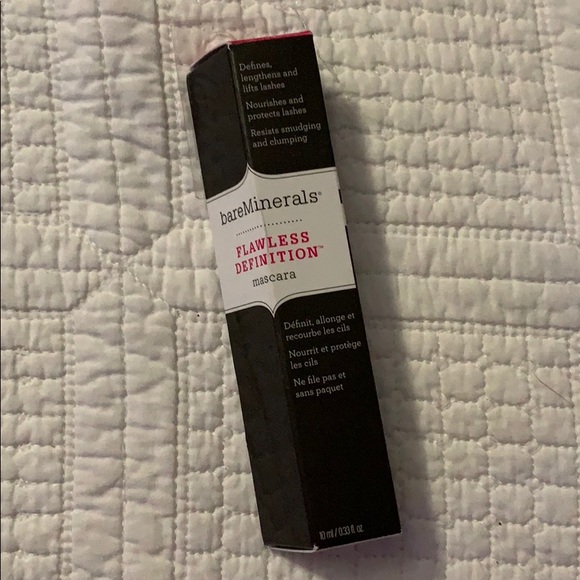 Defines,
lengthens and
lifts lashes
Nourishes and
protects lashes
Resists smudging
and clumping
bareMinerals®
FLAWLESS
DEFINITION™
mascara
Définit, allonge et
recourbe les cils
Nourrit et protège
les cils
Ne file pas et
sans paquet
10 ml / 0.33 fl oz